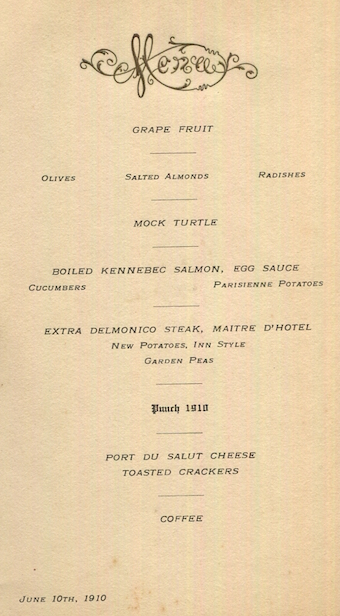 Menu
GRAPE FRUIT
OLIVES SALTED ALMONDS RADISHES
MOCK TURTLE
BOILED KENNEBEC SALMON, EGG SAUCE
CUCUMBERS PARISIENNE POTATOES
EXTRA DELMONICO STEAK, MAITRE D'HOTEL
NEW POTATOES, INN STYLE
GARDEN PEAS
Punch 1910
PORT DU SALUT CHEESE
TOASTED CRACKERS
COFFEE
JUNE 10TH, 1910